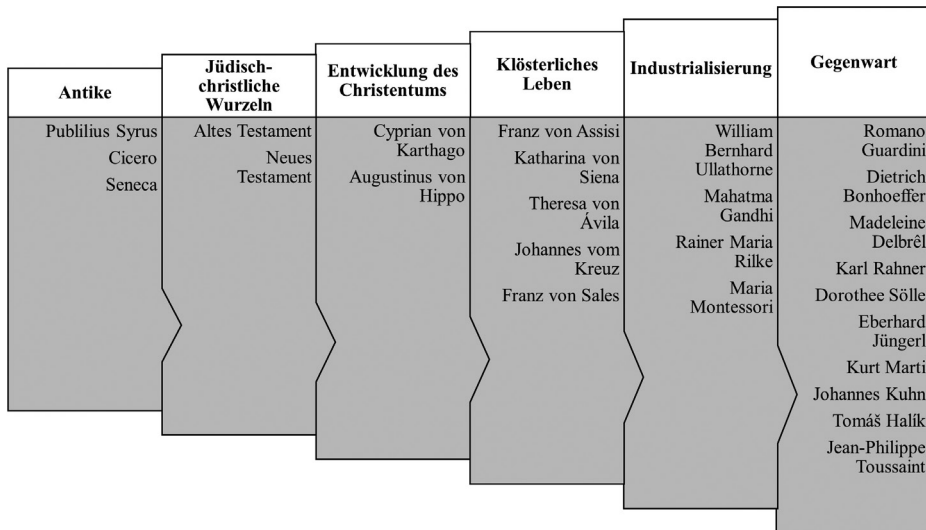 Antike
Publilius Syrus
Cicero
Seneca
Jüdisch-
christliche
Wurzeln
Altes Testament
Neues
Testament
Entwicklung des
Christentums
Cyprian von
Karthago
Augustinus von
Hippo
Klösterliches
Leben
Franz von Assisi
Katharina von
Siena
Theresa von
Ávila
Johannes vom
Kreuz
Franz von Sales
Industrialisierung
William
Bernhard
Ullathorne
Mahatma
Gandhi
Rainer Maria
Rilke
Maria
Montessori
Gegenwart
Romano
Guardini
Dietrich
Bonhoeffer
Madeleine
Delbrêl
Karl Rahner
Dorothee Sölle
Eberhard
Jüngerl
Kurt Marti
Johannes Kuhn
Tomáš Halík
Jean-Philippe
Toussaint